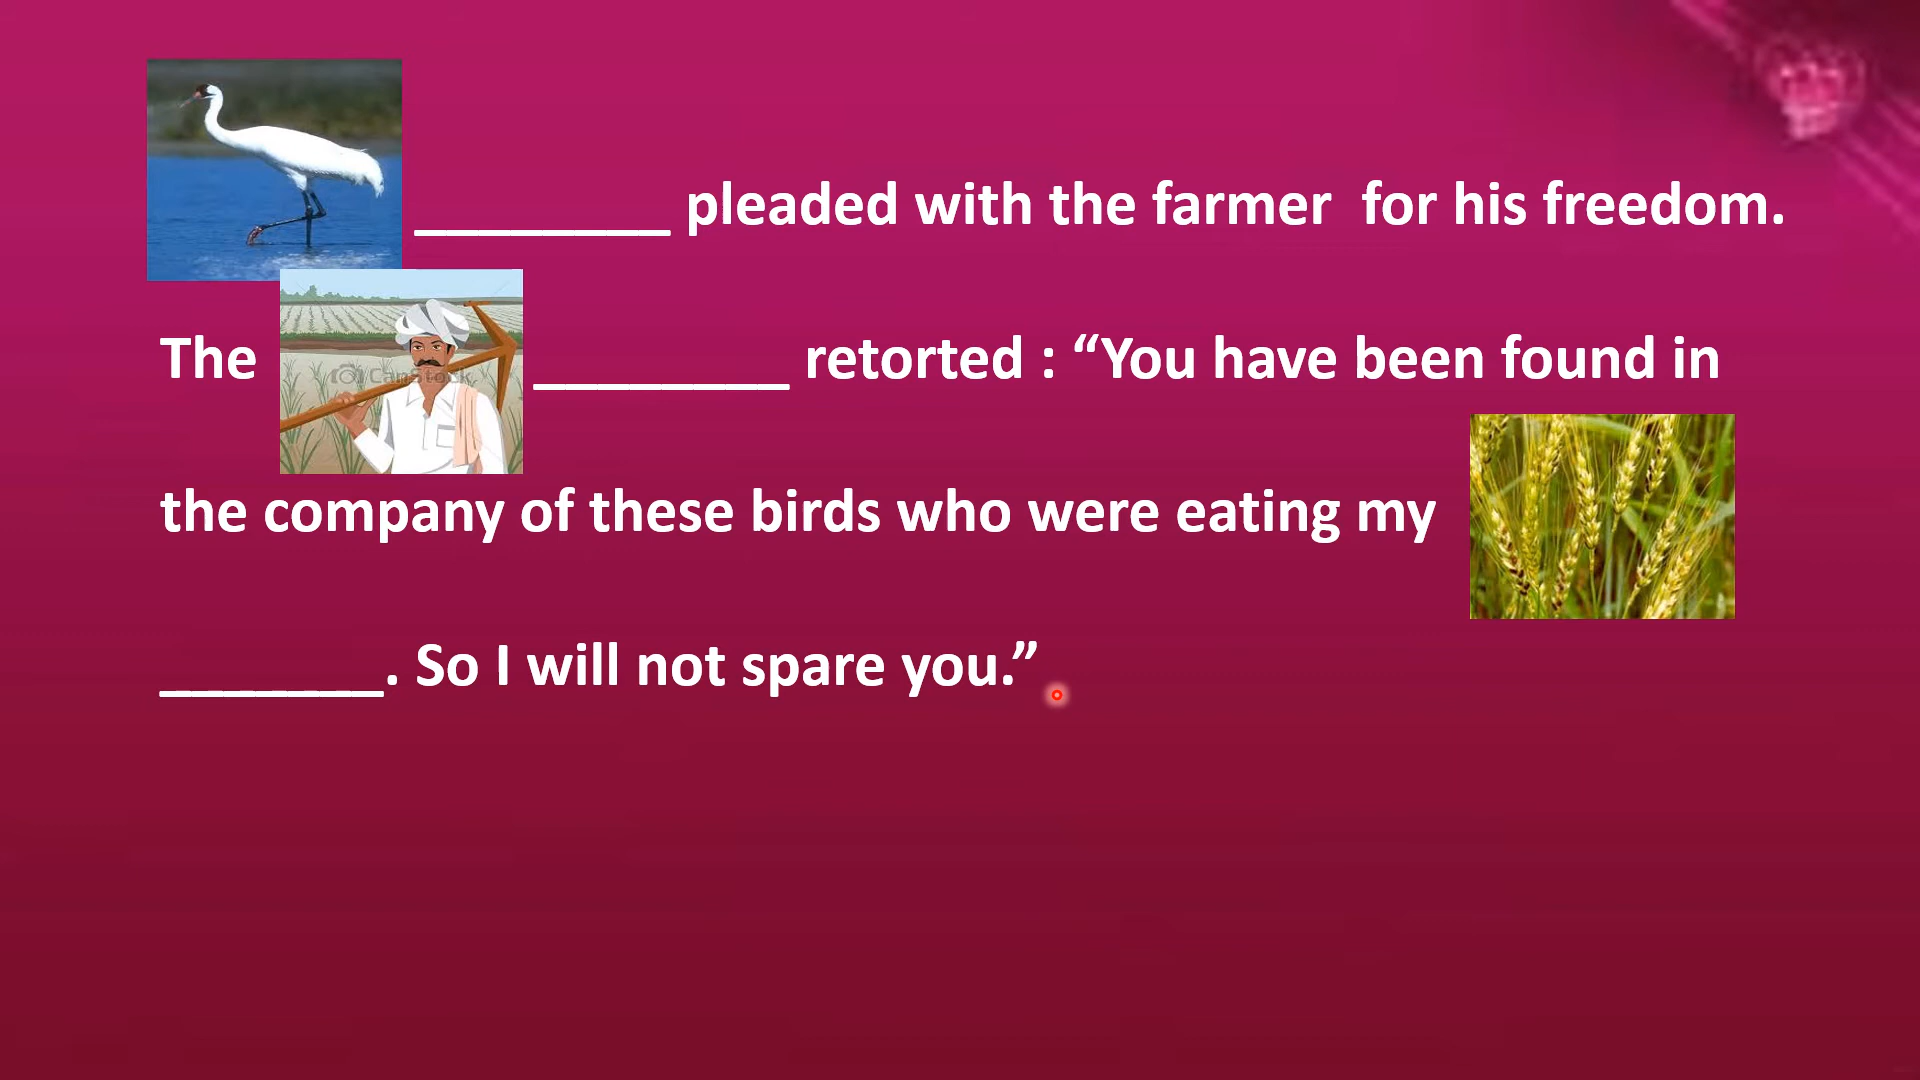 ________ pleaded with the farmer for his freedom.
The ________ retorted : “You have been found in
CanStock
the company of these birds who were eating my
_______. So I will not spare you.”